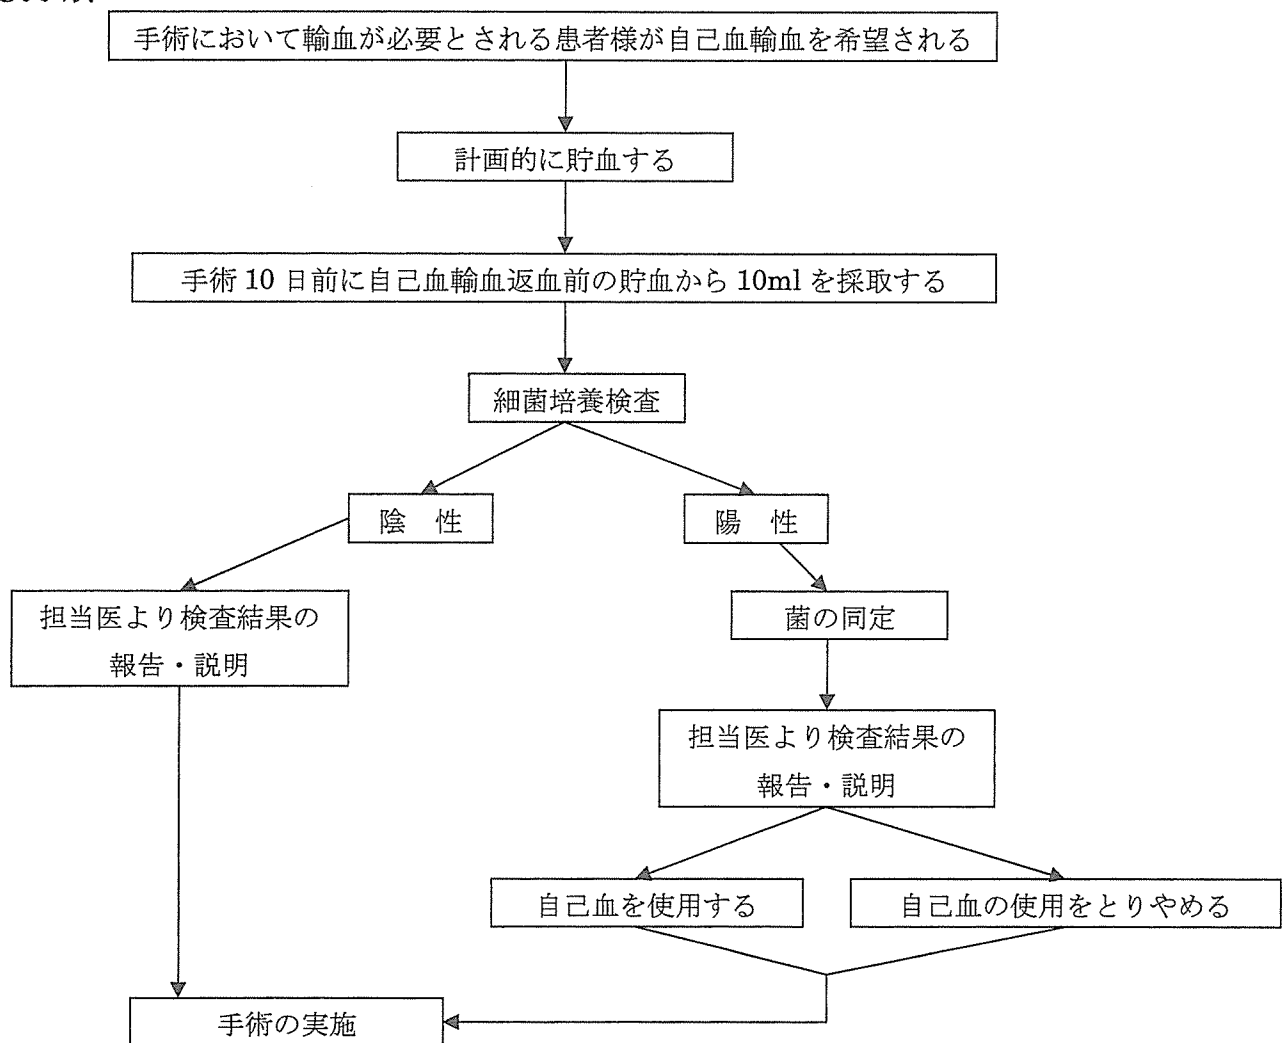 手術において輸血が必要とされる患者様が自己血輸血を希望される
計画的に貯血する
手術10日前に自己血輸血返血前の貯血から10mlを採取する
細菌培養検査
陰 性
陽 性
担当医より検査結果の
報告・説明
菌の同定
担当医より検査結果の
報告・説明
自己血を使用する
自己血の使用をとりやめる
手術の実施